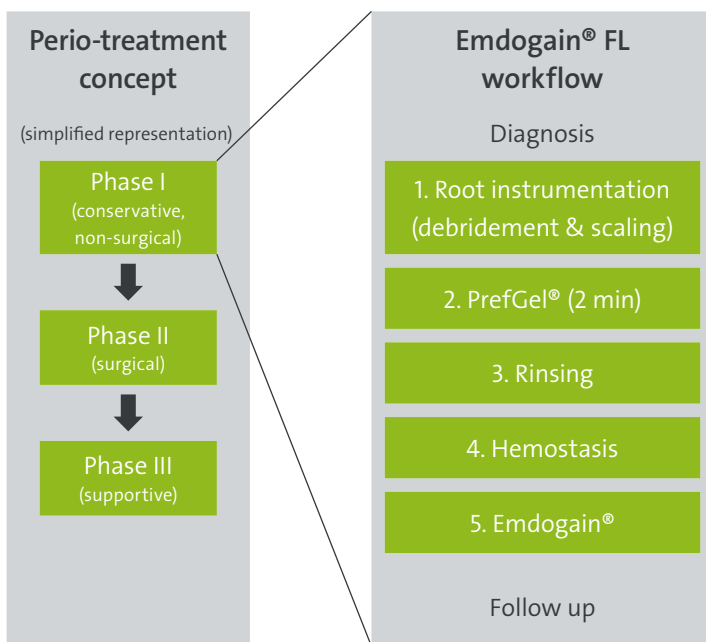 Perio-treatment
concept
(simplified representation)
Phase I
(conservative,
non-surgical)
Phase II
(surgical)
Phase III
(supportive)
Emdogain® FL
workflow
Diagnosis
1. Root instrumentation
(debridement & scaling)
2. PrefGel® (2 min)
3. Rinsing
4. Hemostasis
5. Emdogain®
Follow up